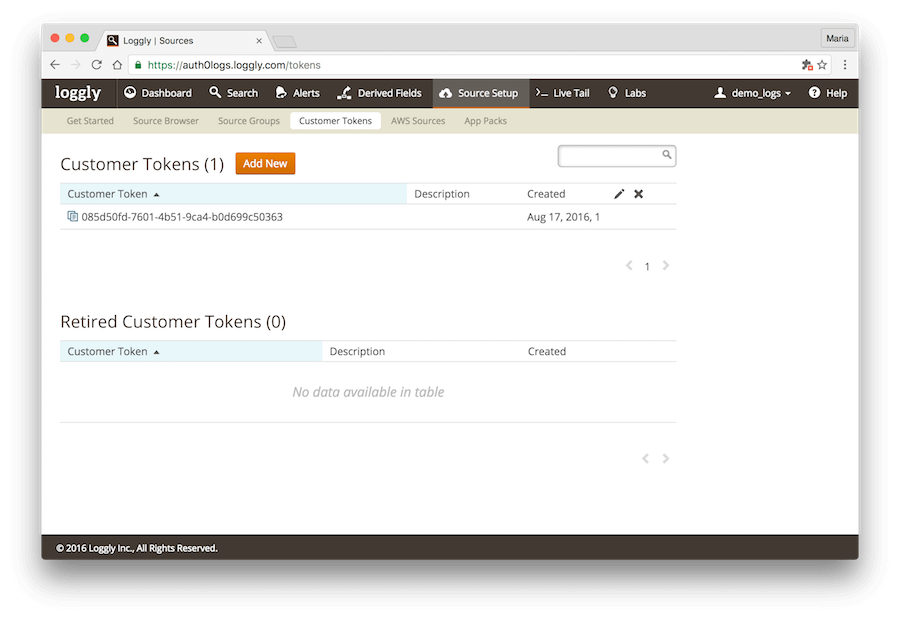 Loggly | Sources
Maria
https://auth0logs.loggly.com/tokens
loggly Dashboard Search Alerts Derived Fields Source Setup Live Tail Labs demo_logs Help
Get Started Source Browser Source Groups Customer Tokens AWS Sources App Packs
Customer Tokens (1) Add New
Customer Token Description Created
085d50fd-7601-4b51-9ca4-b0d699c50363 Aug 17, 2016, 1
1
Retired Customer Tokens (0)
Customer Token Description Created
No data available in table
© 2016 Loggly Inc., All Rights Reserved.